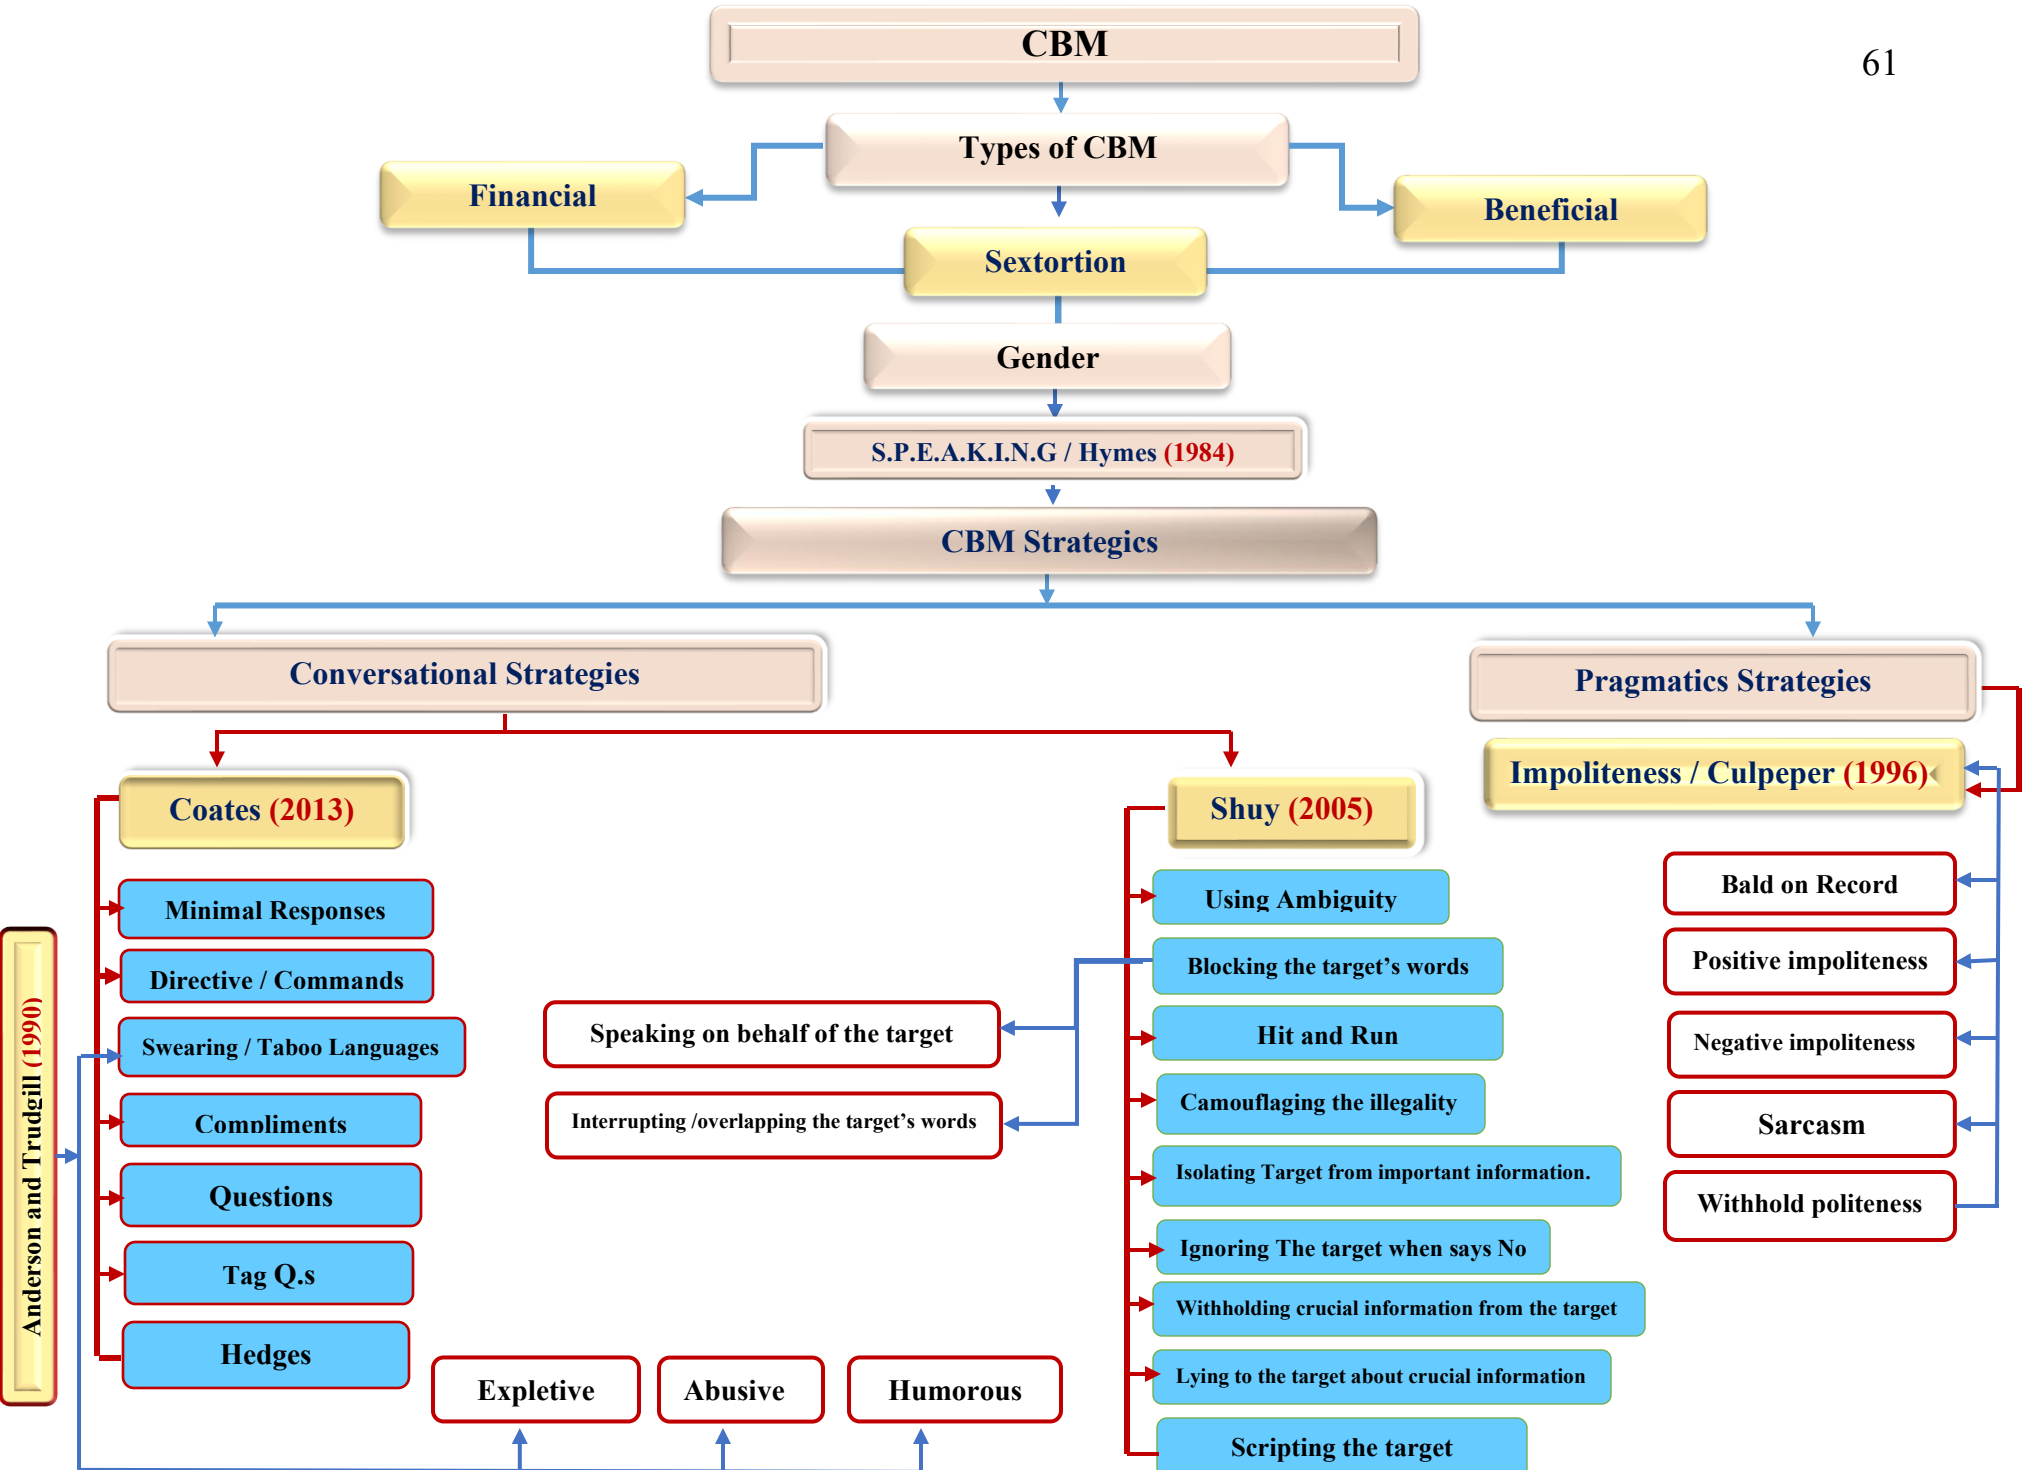 CBM
61
Types of CBM
Financial
Beneficial
Sextortion
Gender
S.P.E.A.K.I.N.G / Hymes (1984)
CBM Strategics
Conversational Strategies
Pragmatics Strategies
Impoliteness / Culpeper (1996)
Coates (2013)
Shuy (2005)
Minimal Responses
Directive / Commands
Swearing / Taboo Languages
Compliments
Questions
Tag Q.s
Hedges
Anderson and Trudgill (1990)
Expletive
Abusive
Humorous
Speaking on behalf of the target
Interrupting /overlapping the target's words
Using Ambiguity
Blocking the target’s words
Hit and Run
Camouflaging the illegality
Isolating Target from important information.
Ignoring The target when says No
Withholding crucial information from the target
Lying to the target about crucial information
Scripting the target
Bald on Record
Positive impoliteness
Negative impoliteness
Sarcasm
Withhold politeness